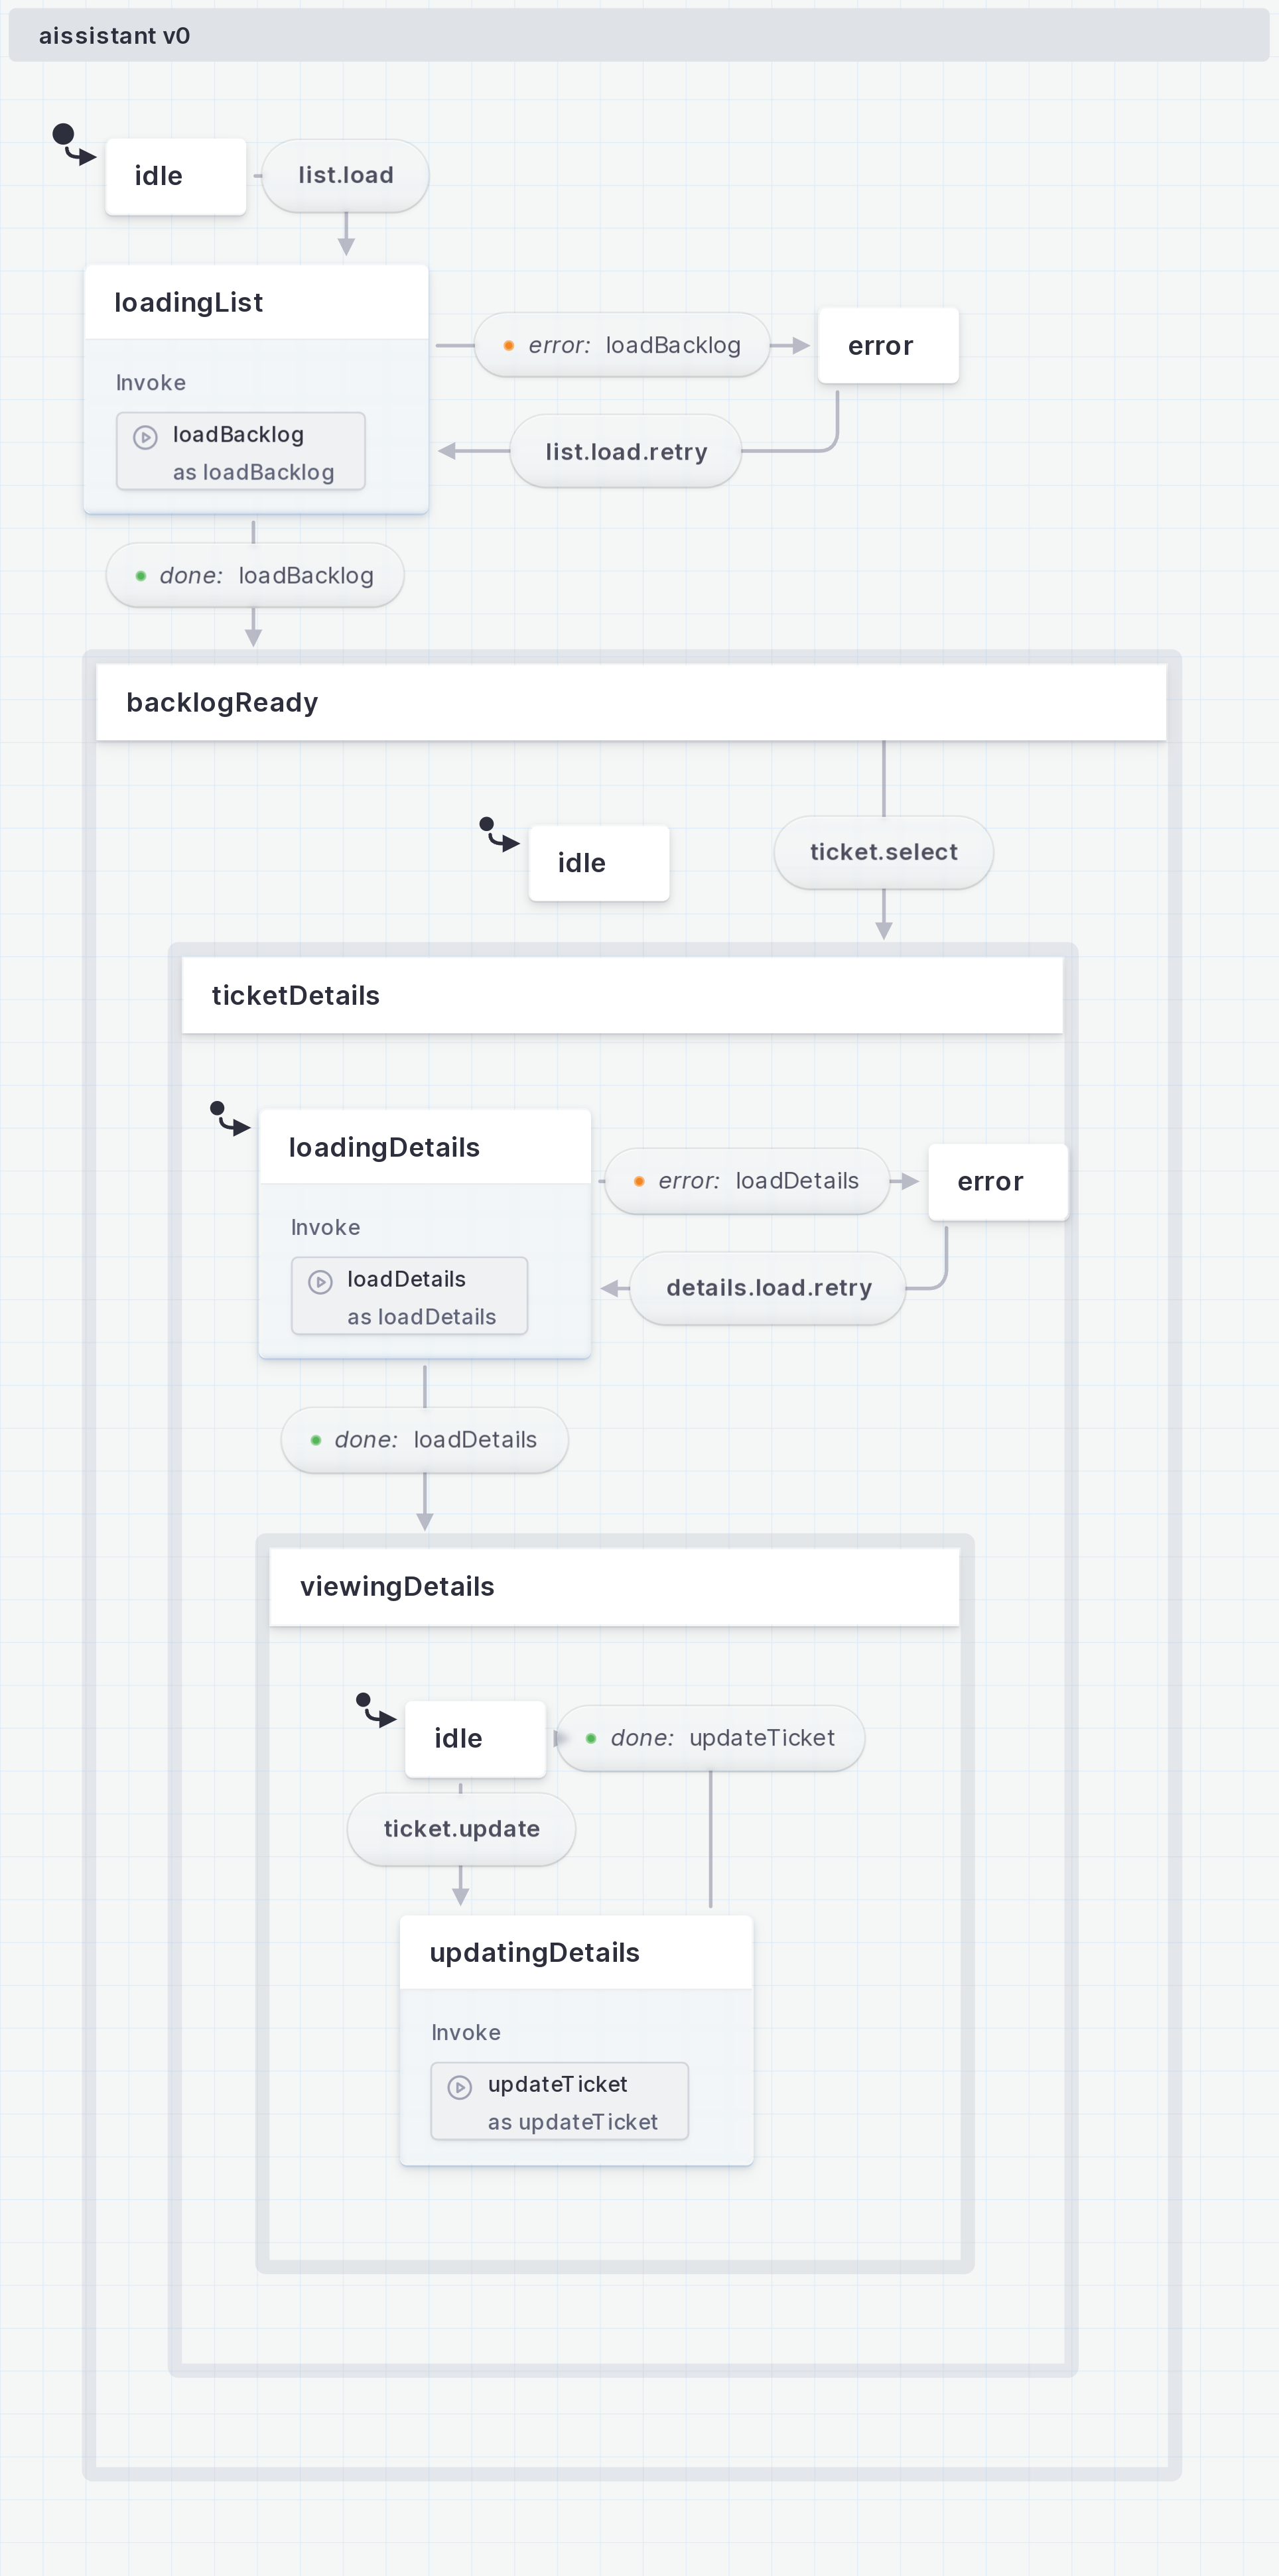 aissistant v0
idle
list.load
loadingList
error: loadBacklog
error
Invoke
loadBacklog
as loadBacklog
list.load.retry
done: loadBacklog
backlogReady
idle
ticket.select
ticketDetails
loadingDetails
error: loadDetails
error
Invoke
loadDetails
as loadDetails
details.load.retry
done: loadDetails
viewingDetails
idle
done: updateTicket
ticket.update
updatingDetails
Invoke
updateTicket
as updateTicket